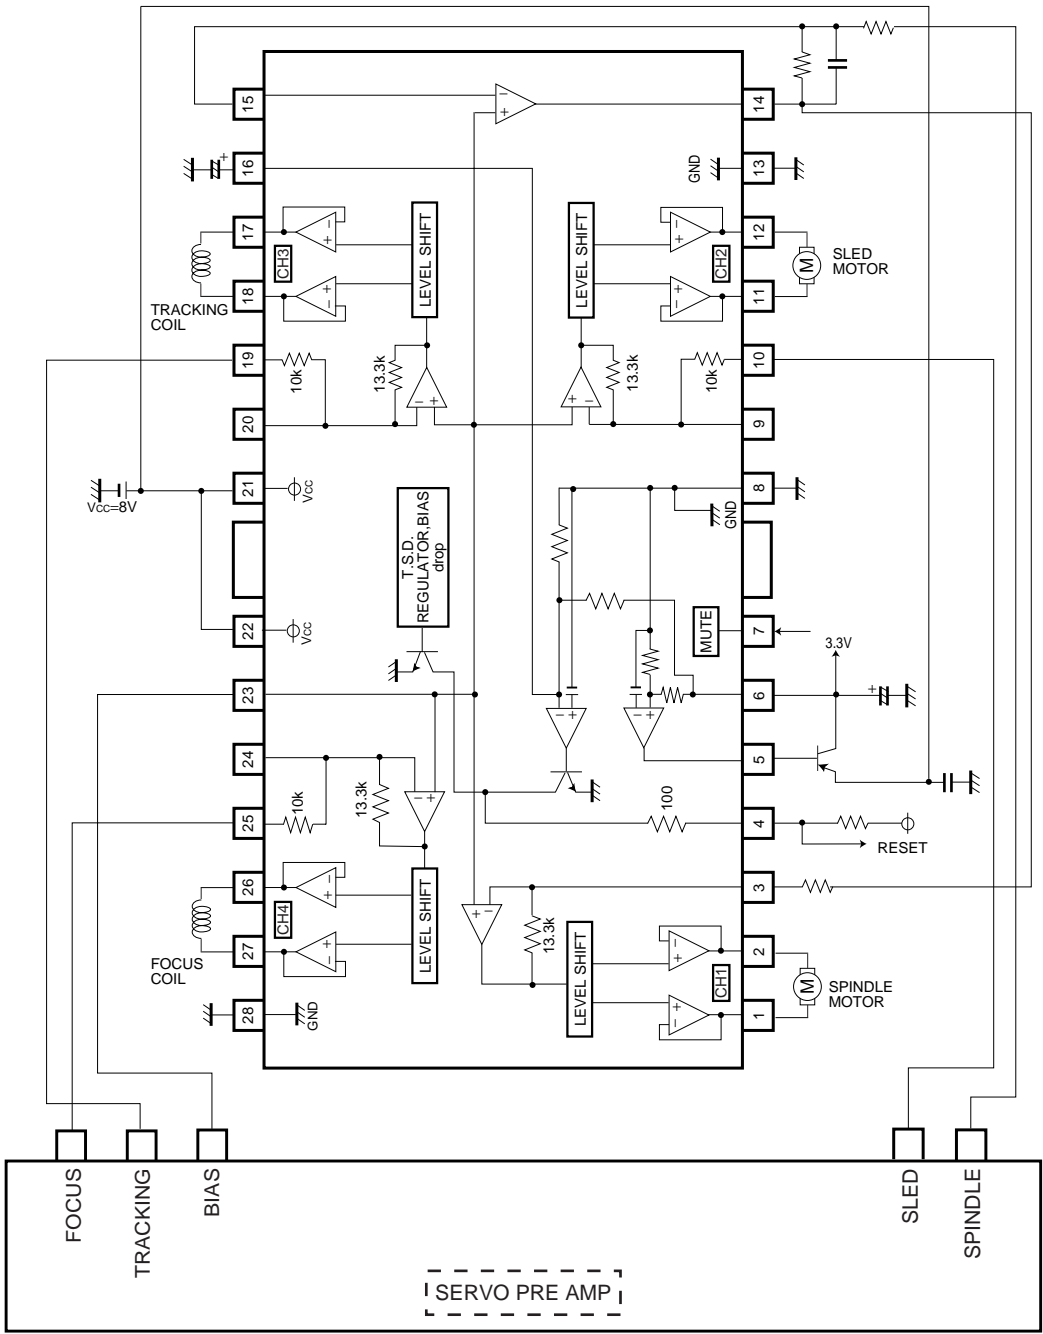 15
14
16
GND
13
17
CH3
LEVEL SHIFT
LEVEL SHIFT
CH2
12
SLED
MOTOR
M
18
11
TRACKING
COIL
19
10k
13.3k
13.3k
10k
10
20
9
21
Vcc
Vcc=8V
8
GND
T.S.D.
REGULATOR,BIAS
drop
22
Vcc
MUTE
7
3.3V
23
6
24
5
25
10k
13.3k
100
4
RESET
26
CH4
LEVEL SHIFT
3
27
FOCUS
COIL
13.3k
LEVEL SHIFT
CH1
2
M
SPINDLE
MOTOR
28
GND
1
FOCUS
TRACKING
BIAS
SLED
SPINDLE
SERVO PRE AMP